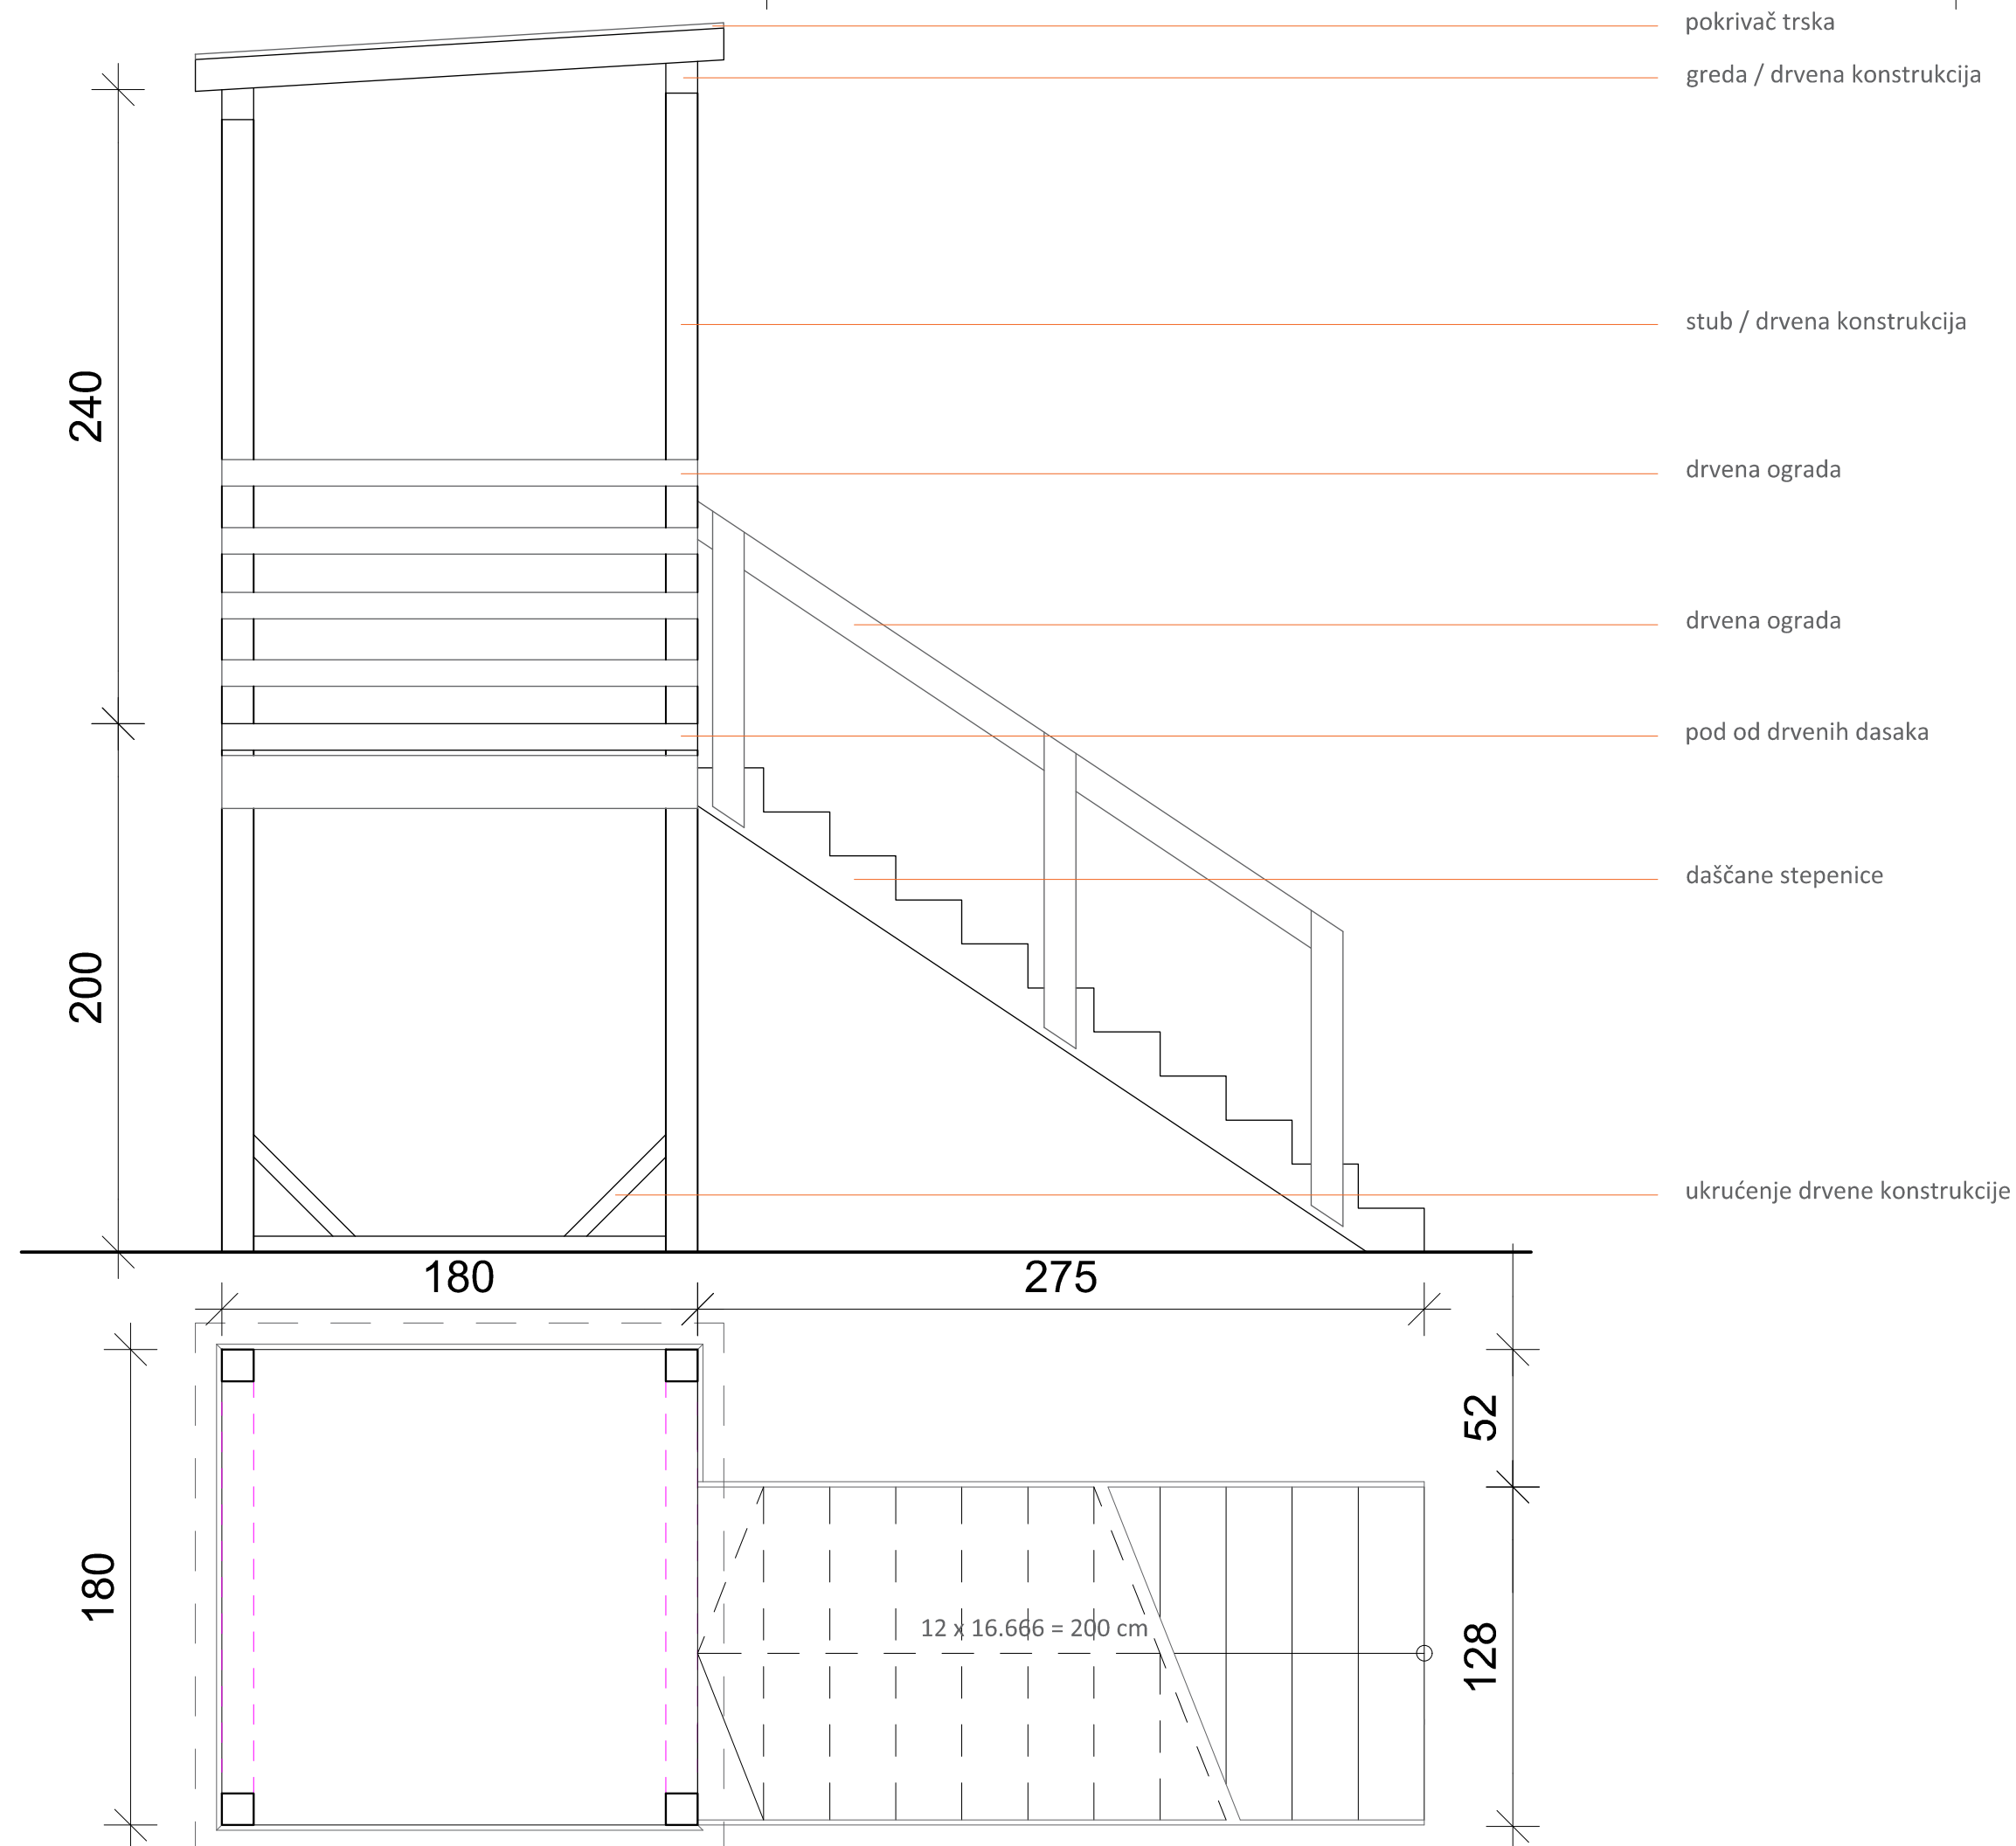 pokrivač trska
greda / drvena konstrukcija
stub / drvena konstrukcija
240
drvena ograda
drvena ograda
pod od drvenih dasaka
daščane stepenice
200
ukrućenje drvene konstrukcije
180
275
52
180
12 x 16.666 = 200 cm
128